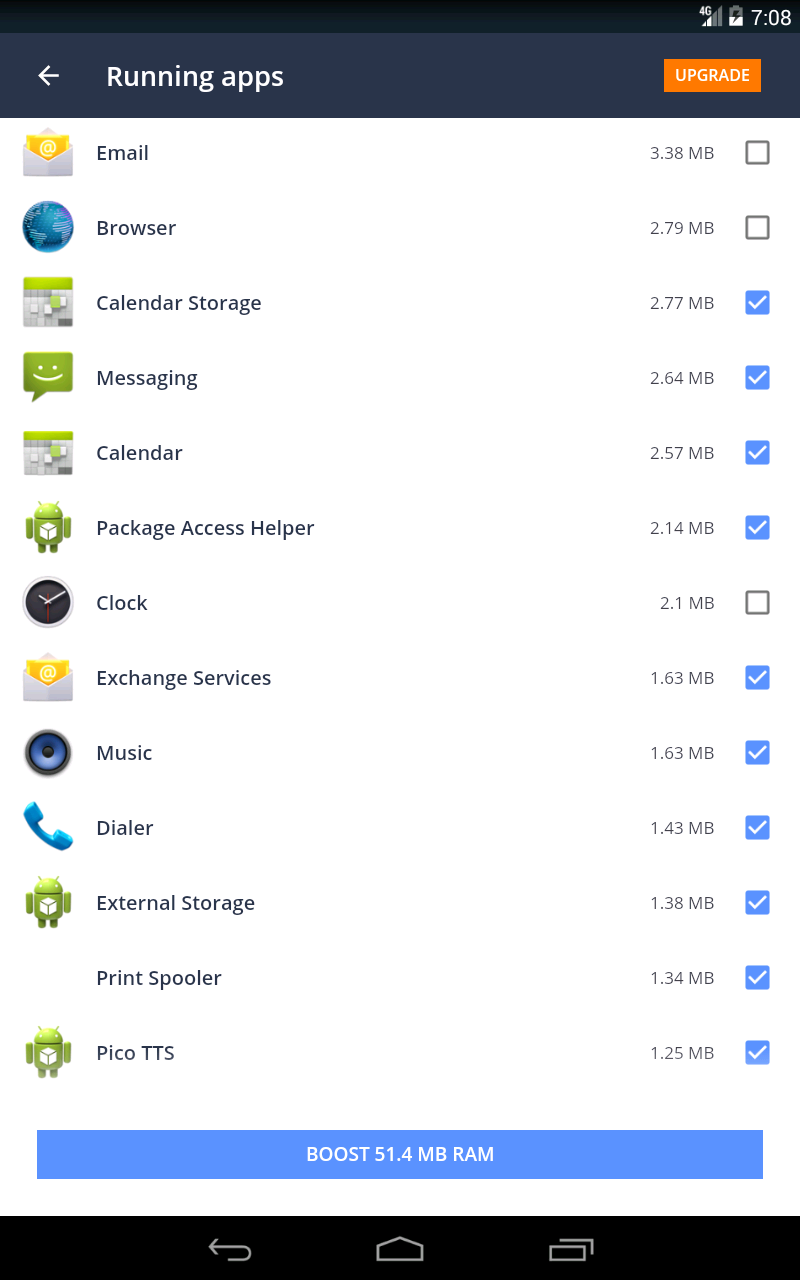 4G 7:08
Running apps UPGRADE
Email 3.38 MB
Browser 2.79 MB
Calendar Storage 2.77 MB
Messaging 2.64 MB
Calendar 2.57 MB
Package Access Helper 2.14 MB
Clock 2.1 MB
Exchange Services 1.63 MB
Music 1.63 MB
Dialer 1.43 MB
External Storage 1.38 MB
Print Spooler 1.34 MB
Pico TTS 1.25 MB
BOOST 51.4 MB RAM